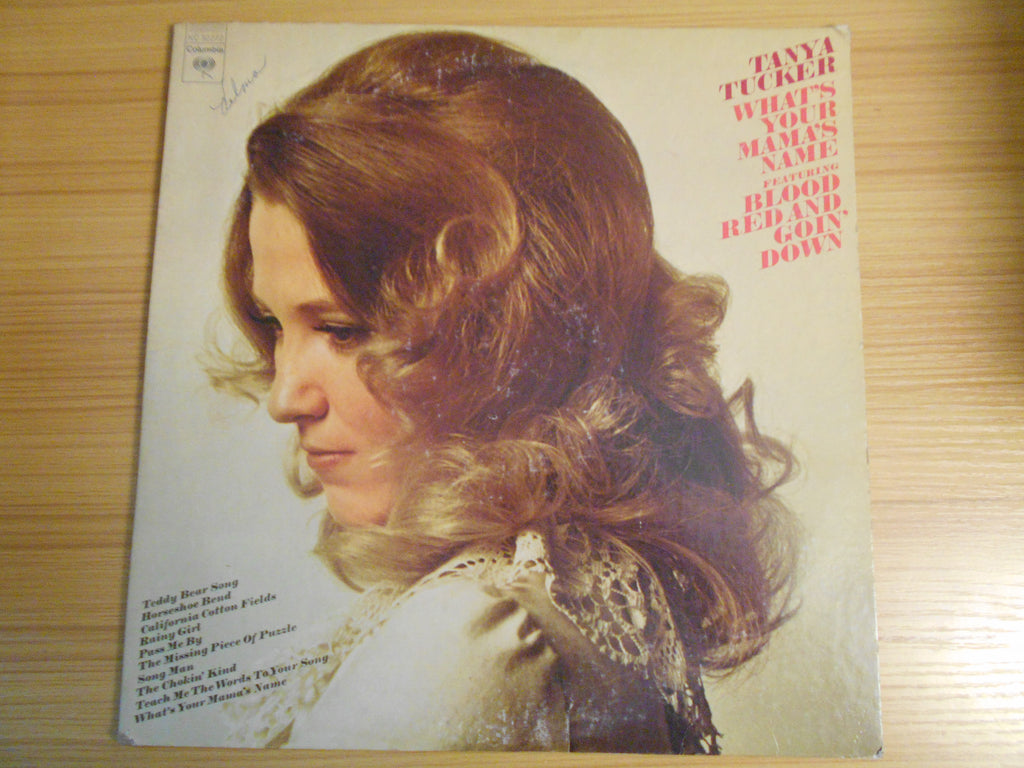 Columbia
Delma
TANYA
TUCKER
WHAT'S
YOUR
MAMA'S
NAME
FEATURING
BLOOD
RED AND
GOIN'
DOWN
Teddy Bear Song
Horseshoe Bend
California Cotton Fields
Rainy Girl
Pass Me By
The Missing Piece Of Puzzle
Song Man
The Chokin' Kind
Teach Me The Words To Your Song
What's Your Mama's Name